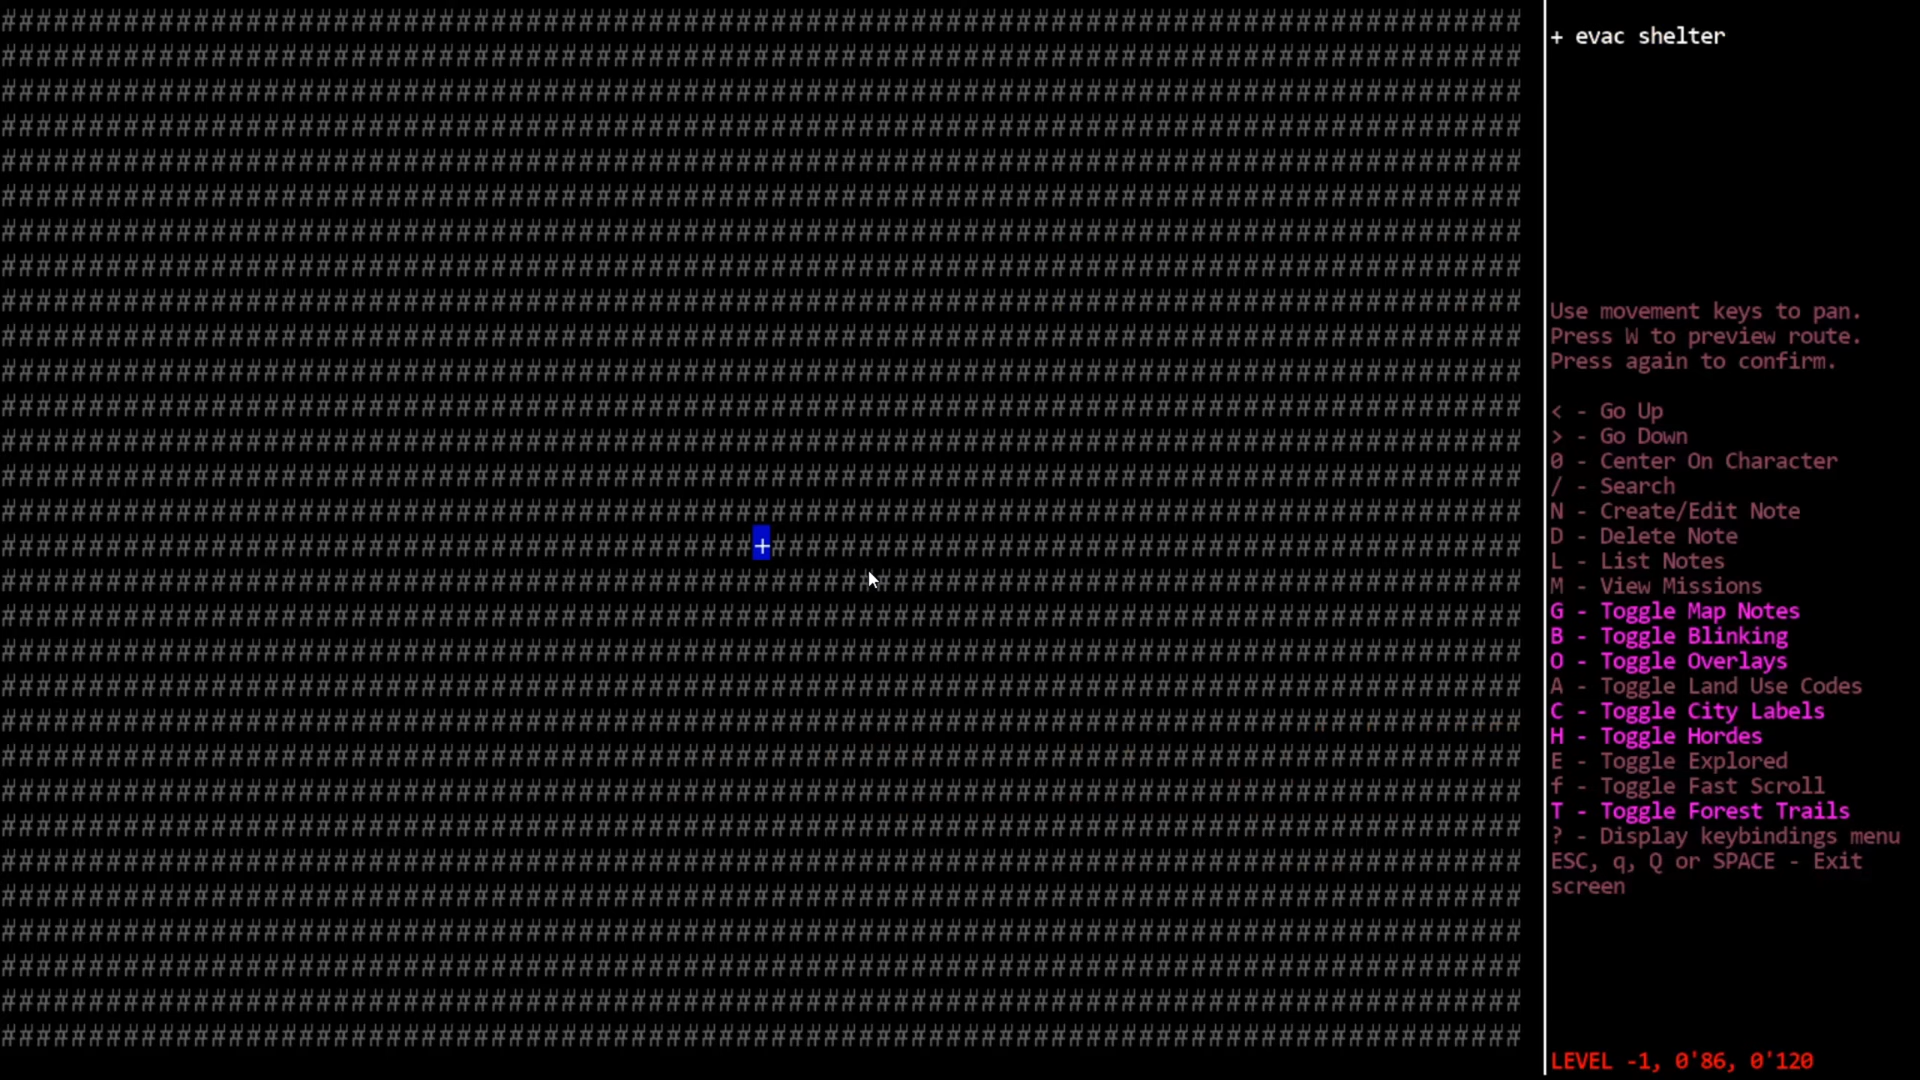 + evac shelter
Use movement keys to pan.
Press W to preview route.
Press again to confirm.
< - Go Up
> - Go Down
0 - Center On Character
/ - Search
N - Create/Edit Note
D - Delete Note
L - List Notes
M - View Missions
G - Toggle Map Notes
B - Toggle Blinking
O - Toggle Overlays
A - Toggle Land Use Codes
C - Toggle City Labels
H - Toggle Hordes
E - Toggle Explored
f - Toggle Fast Scroll
T - Toggle Forest Trails
? - Display keybindings menu
ESC, q, Q or SPACE - Exit
screen
LEVEL -1, 0'86, 0'120